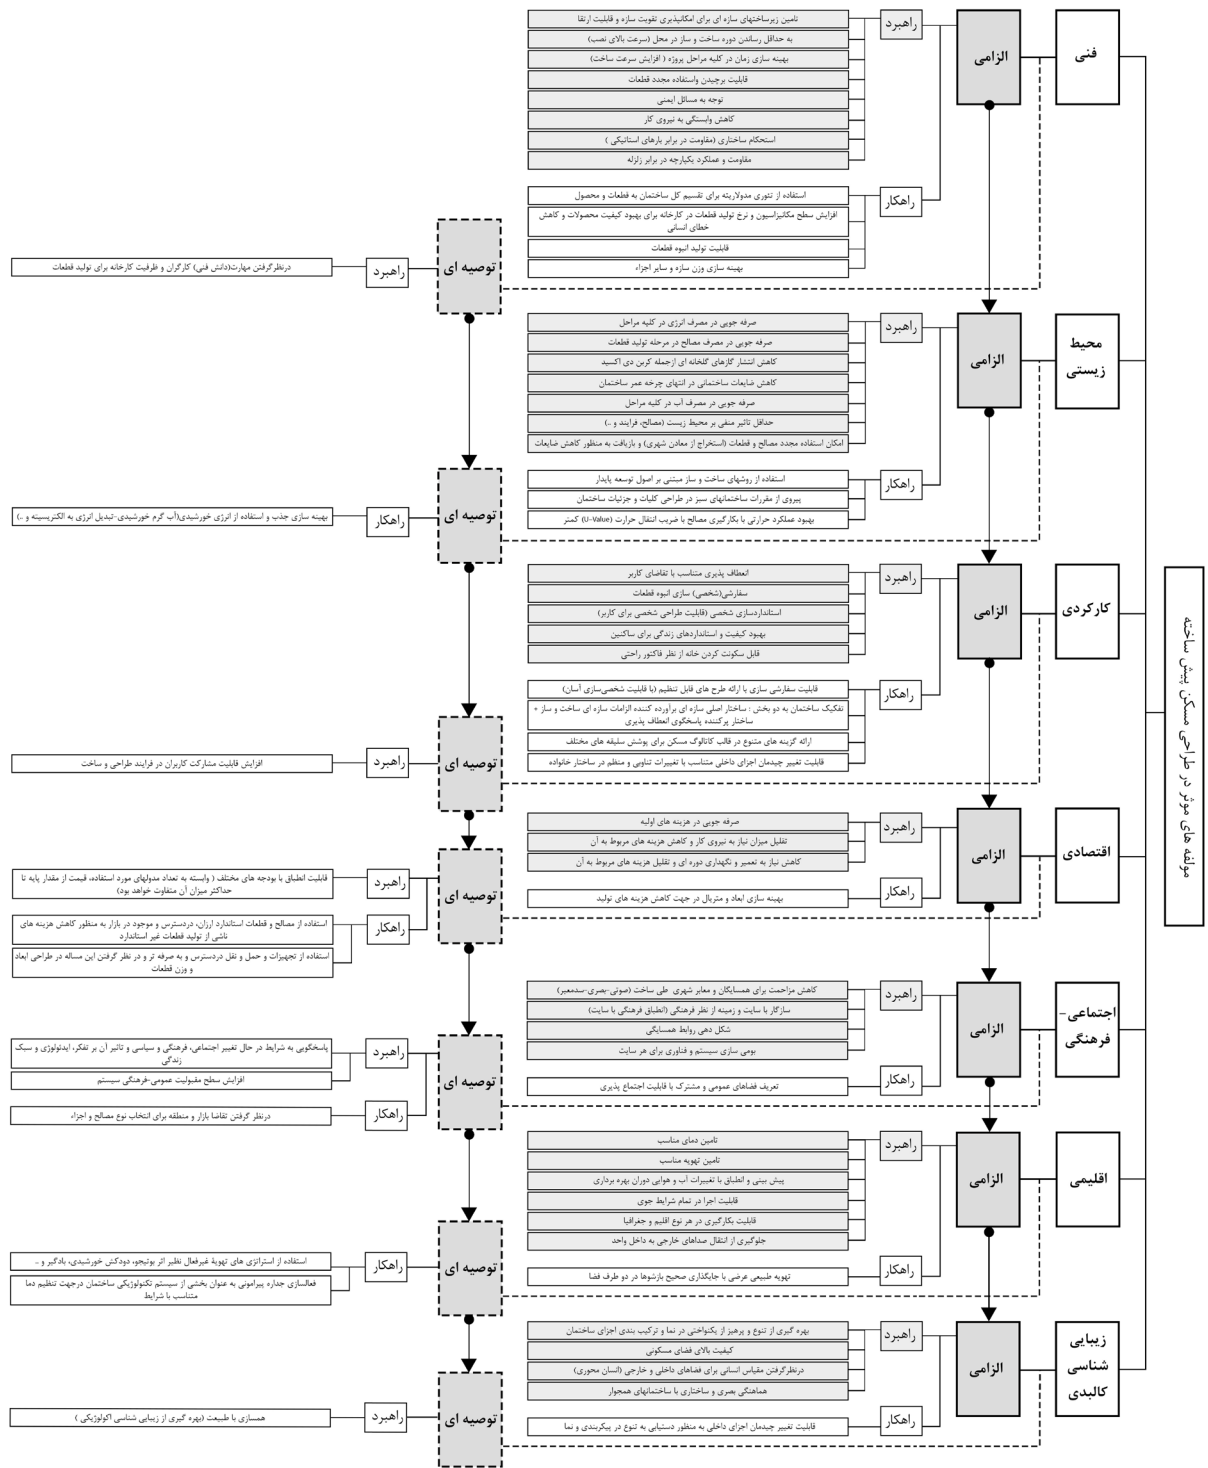 مولفه های موثر در طراحی مسکن پیش ساخته
فنی
الزامی
راهبرد
تامین زیرساختهای سازه ای برای امکانپذیری تقویت سازه و قابلیت ارتقا
به حداقل رساندن دوره ساخت و ساز در محل (سرعت بالای نصب)
بهینه سازی زمان در کلیه مراحل پروژه ( افزایش سرعت ساخت)
قابلیت برچیدن واستفاده مجدد قطعات
توجه به مسائل ایمنی
کاهش وابستگی به نیروی کار
استحکام ساختاری (مقاومت در برابر بارهای استاتیکی )
مقاومت و عملکرد یکپارچه در برابر زلزله
راهکار
استفاده از تئوری مدولاریته برای تقسیم کل ساختمان به قطعات و محصول
افزایش سطح مکانیزاسیون و نرخ تولید قطعات در کارخانه برای بهبود کیفیت محصولات و کاهش
خطای انسانی
قابلیت تولید انبوه قطعات
بهینه سازی وزن سازه و سایر اجزاء
توصیه ای
راهبرد
درنظرگرفتن مهارت(دانش فنی) کارگران و ظرفیت کارخانه برای تولید قطعات
محیط
زیستی
الزامی
راهبرد
صرفه جویی در مصرف انرژی در کلیه مراحل
صرفه جویی در مصرف مصالح در مرحله تولید قطعات
کاهش انتشار گازهای گلخانه ای ازجمله کربن دی اکسید
کاهش ضایعات ساختمانی در انتهای چرخه عمر ساختمان
صرفه جویی در مصرف آب در کلیه مراحل
حداقل تاثیر منفی بر محیط زیست (مصالح، فرایند و ..)
امکان استفاده مجدد مصالح و قطعات (استخراج از معادن شهری) و بازیافت به منظور کاهش ضایعات
راهکار
استفاده از روشهای ساخت و ساز مبتنی بر اصول توسعه پایدار
پیروی از مقررات ساختمانهای سبز در طراحی کلیات و جزئیات ساختمان
بهبود عملکرد حرارتی با بکارگیری مصالح با ضریب انتقال حرارت (U-Value) کمتر
توصیه ای
راهکار
بهینه سازی جذب و استفاده از انرژی خورشیدی(آب گرم خورشیدی-تبدیل انرژی به الکتریسیته و ..)
کارکردی
الزامی
راهبرد
انعطاف پذیری متناسب با تقاضای کاربر
سفارشی(شخصی) سازی انبوه قطعات
استانداردسازی شخصی (قابلیت طراحی شخصی برای کاربر)
بهبود کیفیت و استانداردهای زندگی برای ساکنین
قابل سکونت کردن خانه از نظر فاکتور راحتی
راهکار
قابلیت سفارشی سازی با ارائه طرح های قابل تنظیم (با قابلیت شخصی‌سازی آسان)
تفکیک ساختمان به دو بخش : ساختار اصلی سازه ای برآورده کننده الزامات سازه ای ساخت و ساز +
ساختار پرکننده پاسخگوی انعطاف پذیری
ارائه گزینه های متنوع در قالب کاتالوگ مسکن برای پوشش سلیقه های مختلف
قابلیت تغییر چیدمان اجزای داخلی متناسب با تغییرات تناوبی و منظم در ساختار خانواده
توصیه ای
راهبرد
افزایش قابلیت مشارکت کاربران در فرایند طراحی و ساخت
اقتصادی
الزامی
راهبرد
صرفه جویی در هزینه های اولیه
تقلیل میزان نیاز به نیروی کار و کاهش هزینه های مربوط به آن
کاهش نیاز به تعمیر و نگهداری دوره ای و تقلیل هزینه های مربوط به آن
راهکار
بهینه سازی ابعاد و متریال در جهت کاهش هزینه های تولید
توصیه ای
راهبرد
قابلیت انطباق با بودجه های مختلف ( وابسته به تعداد مدولهای مورد استفاده، قیمت از مقدار پایه تا
حداکثر میزان آن متفاوت خواهد بود)
راهکار
استفاده از مصالح و قطعات استاندارد ارزان، دردسترس و موجود در بازار به منظور کاهش هزینه های
ناشی از تولید قطعات غیر استاندارد
استفاده از تجهیزات و حمل و نقل دردسترس و به صرفه تر و در نظر گرفتن این مساله در طراحی ابعاد
و وزن قطعات
اجتماعی-
فرهنگی
الزامی
راهبرد
کاهش مزاحمت برای همسایگان و معابر شهری طی ساخت (صوتی-بصری-سدمعبر)
سازگار با سایت و زمینه از نظر فرهنگی (انطباق فرهنگی با سایت)
شکل دهی روابط همسایگی
بومی سازی سیستم و فناوری برای هر سایت
راهکار
تعریف فضاهای عمومی و مشترک با قابلیت اجتماع پذیری
توصیه ای
راهبرد
پاسخگویی به شرایط در حال تغییر اجتماعی، فرهنگی و سیاسی و تاثیر آن بر تفکر، ایدئولوژی و سبک
زندگی
افزایش سطح مقبولیت عمومی-فرهنگی سیستم
راهکار
درنظر گرفتن تقاضا بازار و منطقه برای انتخاب نوع مصالح و اجزاء
اقلیمی
الزامی
راهبرد
تامین دمای مناسب
تامین تهویه مناسب
پیش بینی و انطباق با تغییرات آب و هوایی دوران بهره برداری
قابلیت اجرا در تمام شرایط جوی
قابلیت بکارگیری در هر نوع اقلیم و جغرافیا
جلوگیری از انتقال صداهای خارجی به داخل واحد
راهکار
تهویه طبیعی عرضی با جایگذاری صحیح بازشوها در دو طرف فضا
توصیه ای
راهکار
استفاده از استراتژی های تهویهٔ غیرفعال نظیر اثر بوئیجو، دودکش خورشیدی، بادگیر و ..
فعالسازی جداره پیرامونی به عنوان بخشی از سیستم تکنولوژیکی ساختمان درجهت تنظیم دما
متناسب با شرایط
زیبایی
شناسی
کالبدی
الزامی
راهبرد
بهره گیری از تنوع و پرهیز از یکنواختی در نما و ترکیب بندی اجزای ساختمان
کیفیت بالای فضای مسکونی
درنظرگرفتن مقیاس انسانی برای فضاهای داخلی و خارجی (انسان محوری)
هماهنگی بصری و ساختاری با ساختمانهای همجوار
راهکار
قابلیت تغییر چیدمان اجزای داخلی به منظور دستیابی به تنوع در پیکربندی و نما
توصیه ای
راهبرد
همسازی با طبیعت (بهره گیری از زیبایی شناسی اکولوژیکی )